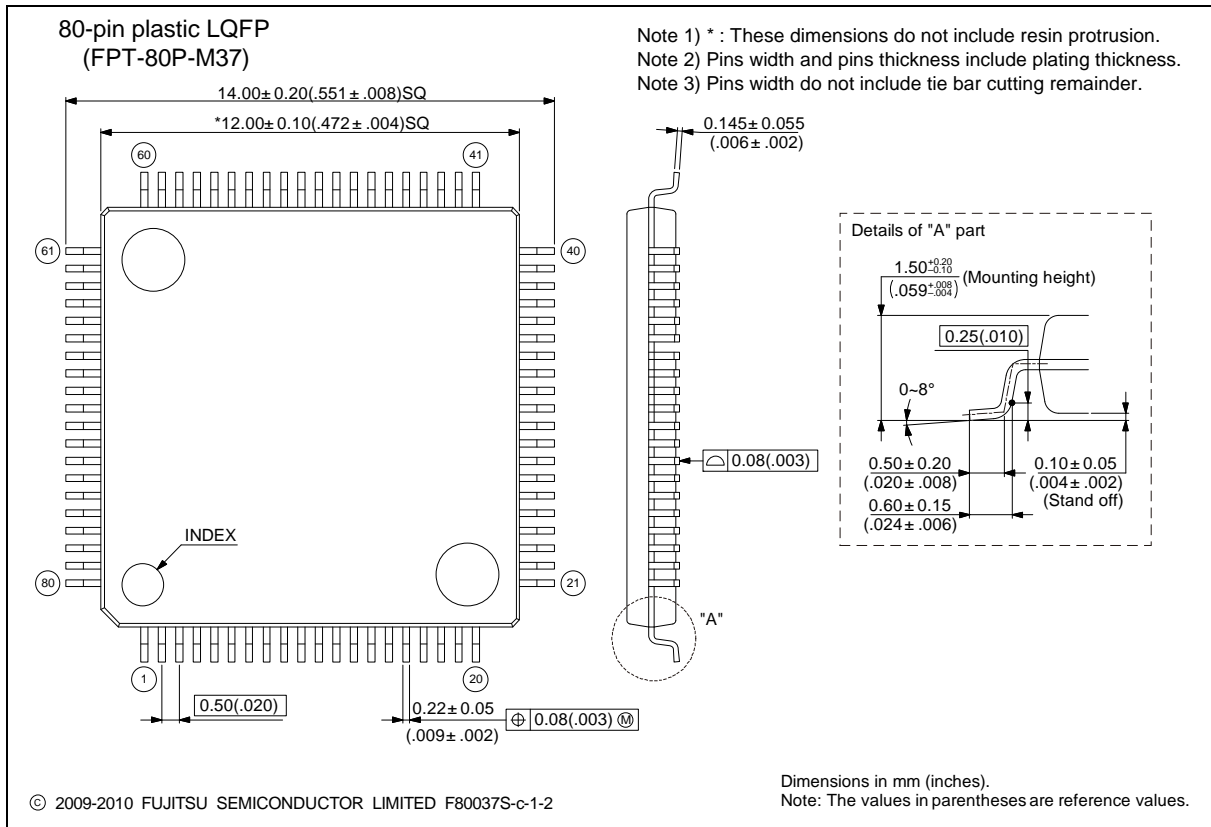 80-pin plastic LQFP
(FPT-80P-M37)
Note 1) * : These dimensions do not include resin protrusion.
Note 2) Pins width and pins thickness include plating thickness.
Note 3) Pins width do not include tie bar cutting remainder.
14.00±0.20(.551±.008)SQ
*12.00±0.10(.472±.004)SQ
60
41
61
40
80
21
1
20
INDEX
0.50(.020)
0.22±0.05
(.009±.002)
⌖ 0.08(.003) Ⓜ
0.145±0.055
(.006±.002)
⌓ 0.08(.003)
"A"
Details of "A" part
1.50+0.20−0.10
(.059+.008−.004)
(Mounting height)
0.25(.010)
0~8°
0.50±0.20
(.020±.008)
0.60±0.15
(.024±.006)
0.10±0.05
(.004±.002)
(Stand off)
© 2009-2010 FUJITSU SEMICONDUCTOR LIMITED F80037S-c-1-2
Dimensions in mm (inches).
Note: The values in parentheses are reference values.